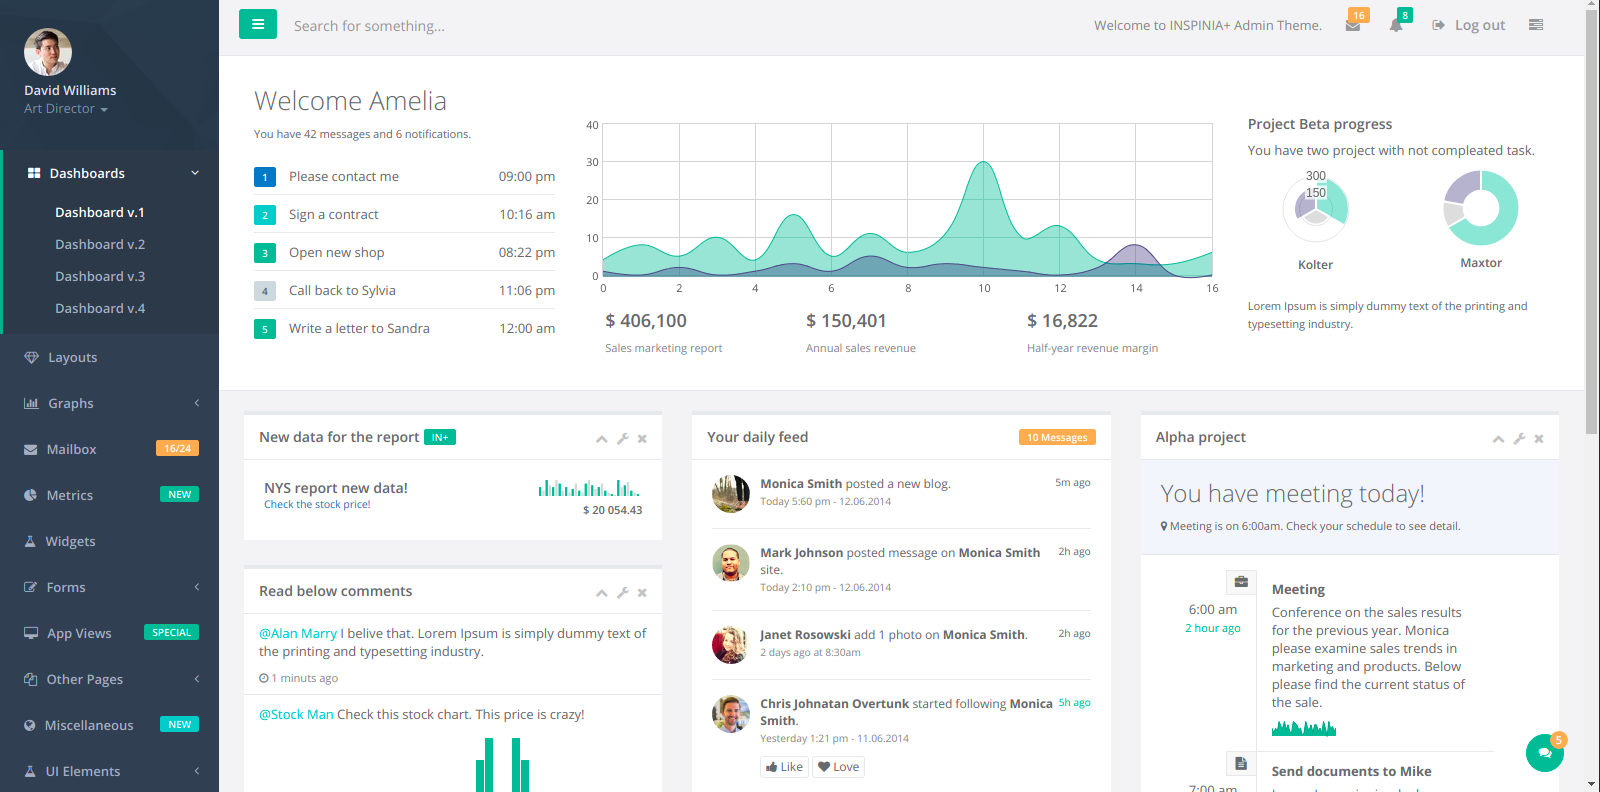 David Williams
Art Director
Dashboards
Dashboard v.1
Dashboard v.2
Dashboard v.3
Dashboard v.4
Layouts
Graphs
Mailbox 16/24
Metrics NEW
Widgets
Forms
App Views SPECIAL
Other Pages
Miscellaneous NEW
UI Elements
Search for something...
Welcome to INSPINIA+ Admin Theme.
16
8
Log out
Welcome Amelia
You have 42 messages and 6 notifications.
1 Please contact me 09:00 pm
2 Sign a contract 10:16 am
3 Open new shop 08:22 pm
4 Call back to Sylvia 11:06 pm
5 Write a letter to Sandra 12:00 am
40
30
20
10
0
0 2 4 6 8 10 12 14 16
$ 406,100
Sales marketing report
$ 150,401
Annual sales revenue
$ 16,822
Half-year revenue margin
Project Beta progress
You have two project with not compleated task.
300
150
Kolter
Maxtor
Lorem Ipsum is simply dummy text of the printing and
typesetting industry.
New data for the report IN+
NYS report new data!
Check the stock price!
$ 20 054.43
Read below comments
@Alan Marry I belive that. Lorem Ipsum is simply dummy text of
the printing and typesetting industry.
1 minuts ago
@Stock Man Check this stock chart. This price is crazy!
Your daily feed 10 Messages
Monica Smith posted a new blog. 5m ago
Today 5:60 pm - 12.06.2014
Mark Johnson posted message on Monica Smith 2h ago
site.
Today 2:10 pm - 12.06.2014
Janet Rosowski add 1 photo on Monica Smith. 2h ago
2 days ago at 8:30am
Chris Johnatan Overtunk started following Monica 5h ago
Smith.
Yesterday 1:21 pm - 11.06.2014
Like Love
Alpha project
You have meeting today!
Meeting is on 6:00am. Check your schedule to see detail.
6:00 am
2 hour ago
Meeting
Conference on the sales results
for the previous year. Monica
please examine sales trends in
marketing and products. Below
please find the current status of
the sale.
5
7:00 am
Send documents to Mike